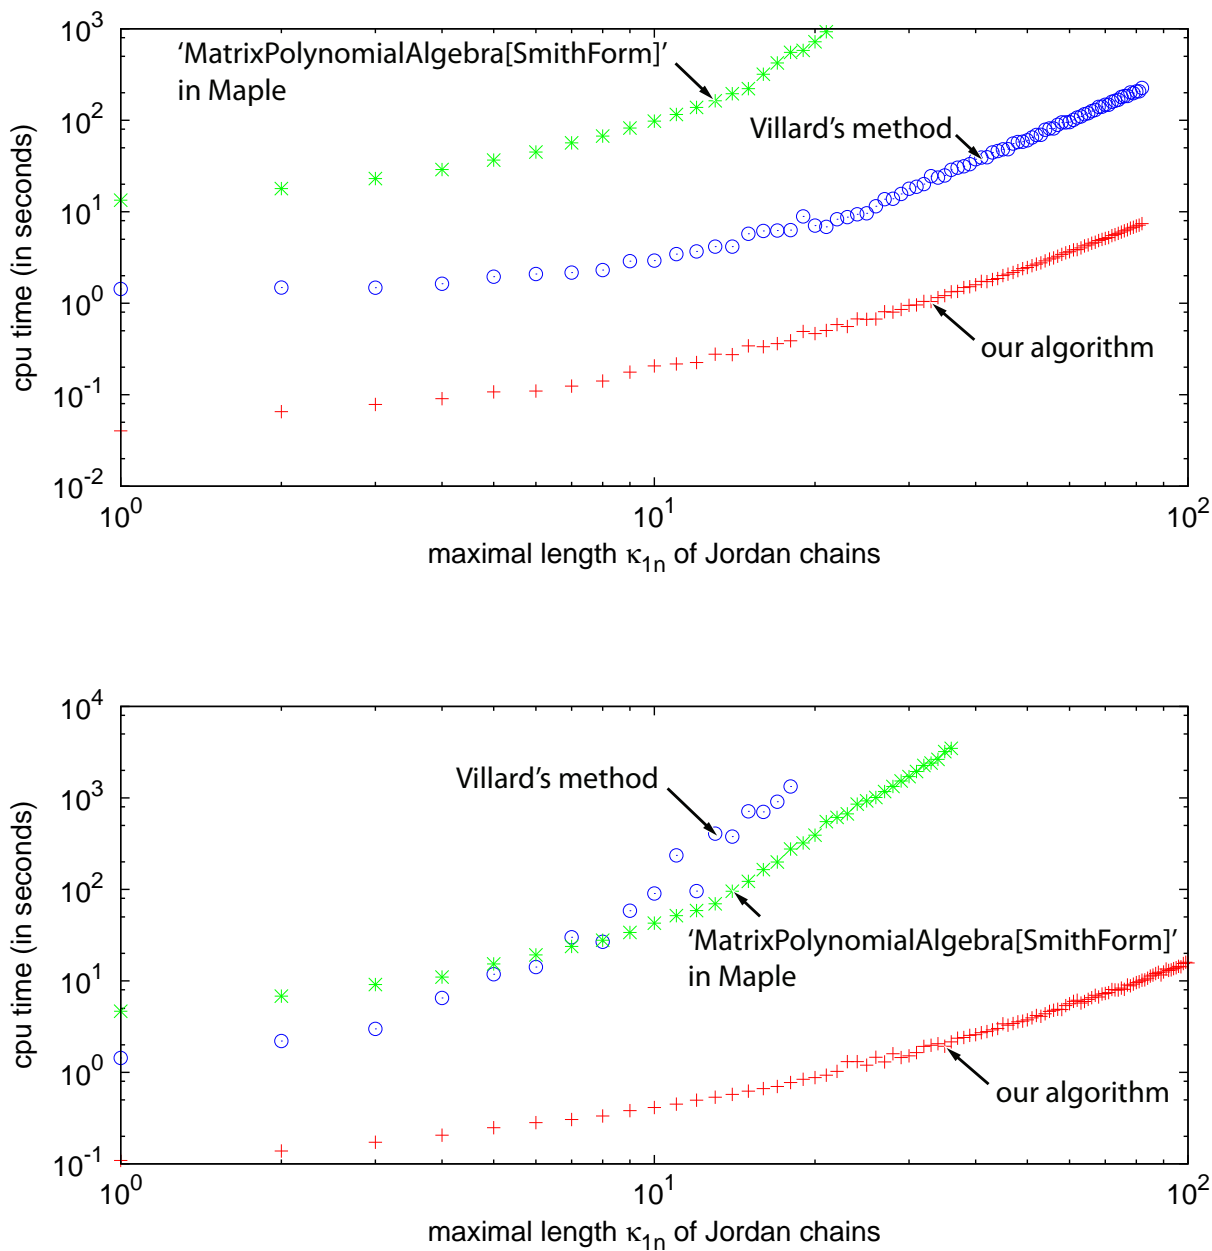 10^3
10^2
10^1
10^0
10^-1
10^-2
cpu time (in seconds)
‘MatrixPolynomialAlgebra[SmithForm]’
in Maple
Villard’s method
our algorithm
10^0
10^1
10^2
maximal length κ_1n of Jordan chains
10^4
10^3
10^2
10^1
10^0
10^-1
cpu time (in seconds)
Villard’s method
‘MatrixPolynomialAlgebra[SmithForm]’
in Maple
our algorithm
10^0
10^1
10^2
maximal length κ_1n of Jordan chains